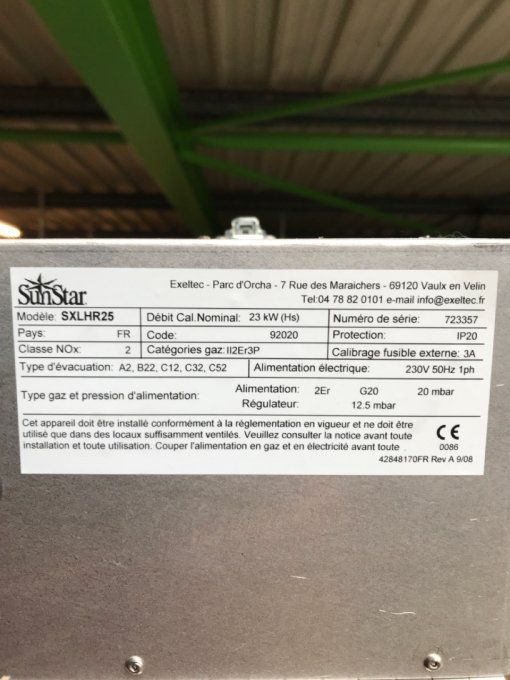 SunStar
Exeltec - Parc d'Orcha - 7 Rue des Maraichers - 69120 Vaulx en Velin
Tel:04 78 82 0101 e-mail info@exeltec.fr
Modèle: SXLHR25 Débit Cal.Nominal: 23 kW (Hs) Numéro de série: 723357
Pays: FR Code: 92020 Protection: IP20
Classe NOx: 2 Catégories gaz: II2Er3P Calibrage fusible externe: 3A
Type d'évacuation: A2, B22, C12, C32, C52 Alimentation électrique: 230V 50Hz 1ph
Type gaz et pression d'alimentation: Alimentation: 2Er G20 20 mbar
Régulateur: 12.5 mbar
Cet appareil doit être installé conformément à la règlementation en vigueur et ne doit être
utilisé que dans des locaux suffisamment ventilés. Veuillez consulter la notice avant toute
installation et toute utilisation. Couper l'alimentation en gaz et en électricité avant toute
CE
0086
42848170FR Rev A 9/08